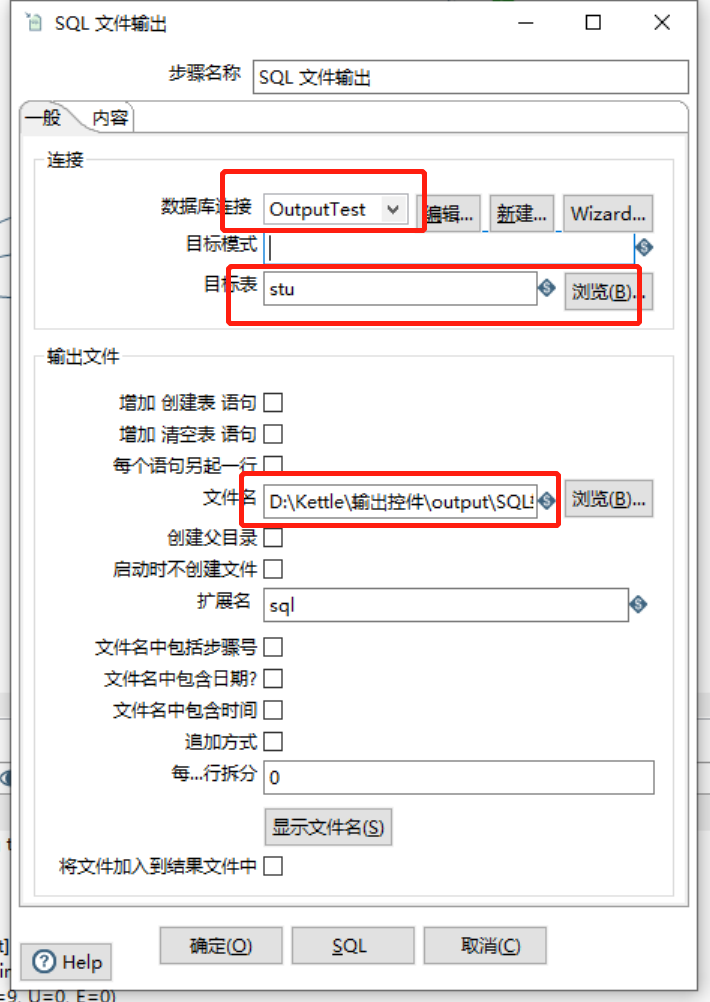 SQL 文件输出
步骤名称 SQL 文件输出
一般 内容
连接
数据库连接 OutputTest 编辑... 新建... Wizard...
目标模式
目标表 stu 浏览(B)...
输出文件
增加 创建表 语句
增加 清空表 语句
每个语句另起一行
文件名 D:\Kettle\输出控件\output\SQL 浏览(B)...
创建父目录
启动时不创建文件
扩展名 sql
文件名中包括步骤号
文件名中包含日期?
文件名中包含时间
追加方式
每...行拆分 0
显示文件名(S)
将文件加入到结果文件中
确定(O) SQL 取消(C)
Help
=9, U=0, E=0)